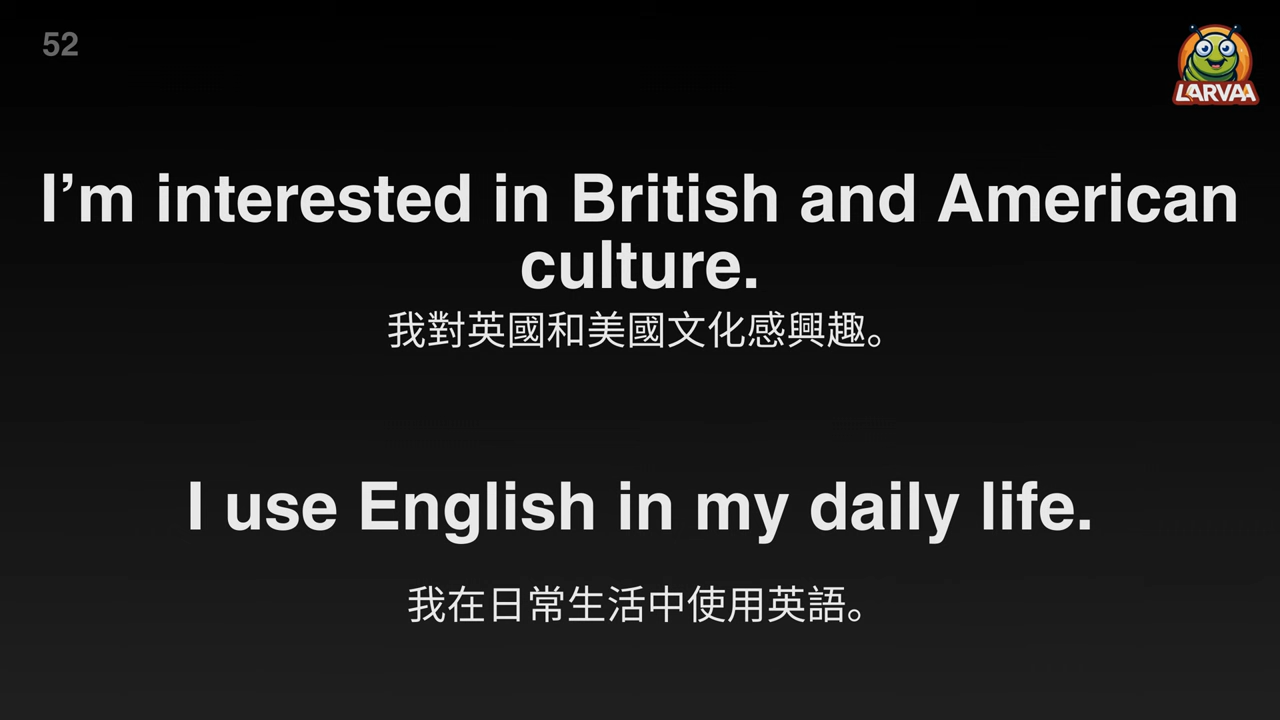 52
LARVAA
I’m interested in British and American
culture.
我對英國和美國文化感興趣。
I use English in my daily life.
我在日常生活中使用英語。